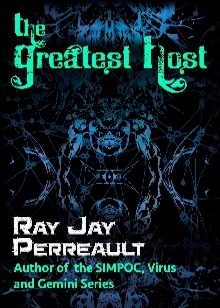 the
greatest host
Ray Jay
Perreault
Author of the SIMPOC, Virus
and Gemini Series